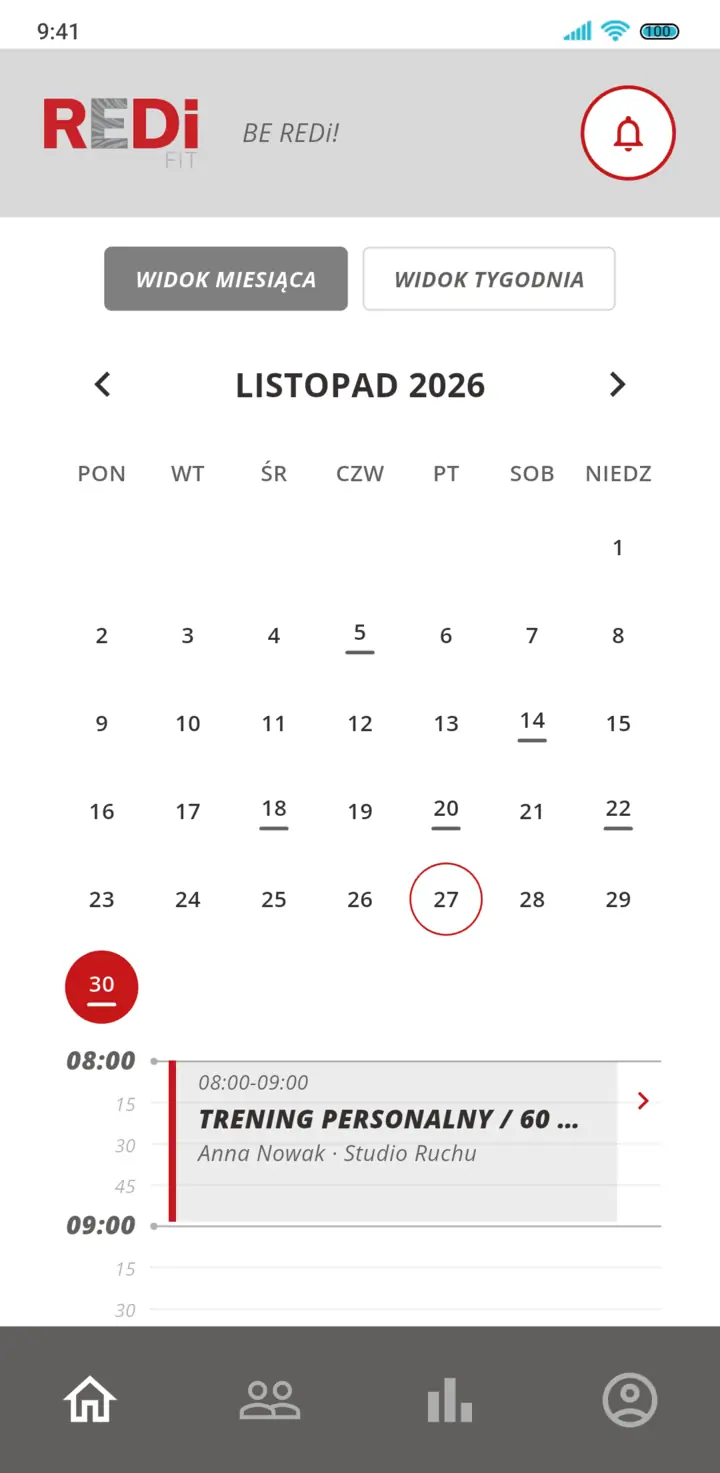 9:41
100
REDi
FIT
BE REDi!
WIDOK MIESIĄCA
WIDOK TYGODNIA
LISTOPAD 2026
PON WT ŚR CZW PT SOB NIEDZ
1
2 3 4 5 6 7 8
9 10 11 12 13 14 15
16 17 18 19 20 21 22
23 24 25 26 27 28 29
30
08:00
08:00-09:00
15
TRENING PERSONALNY / 60 ...
30
Anna Nowak · Studio Ruchu
45
09:00
15
30